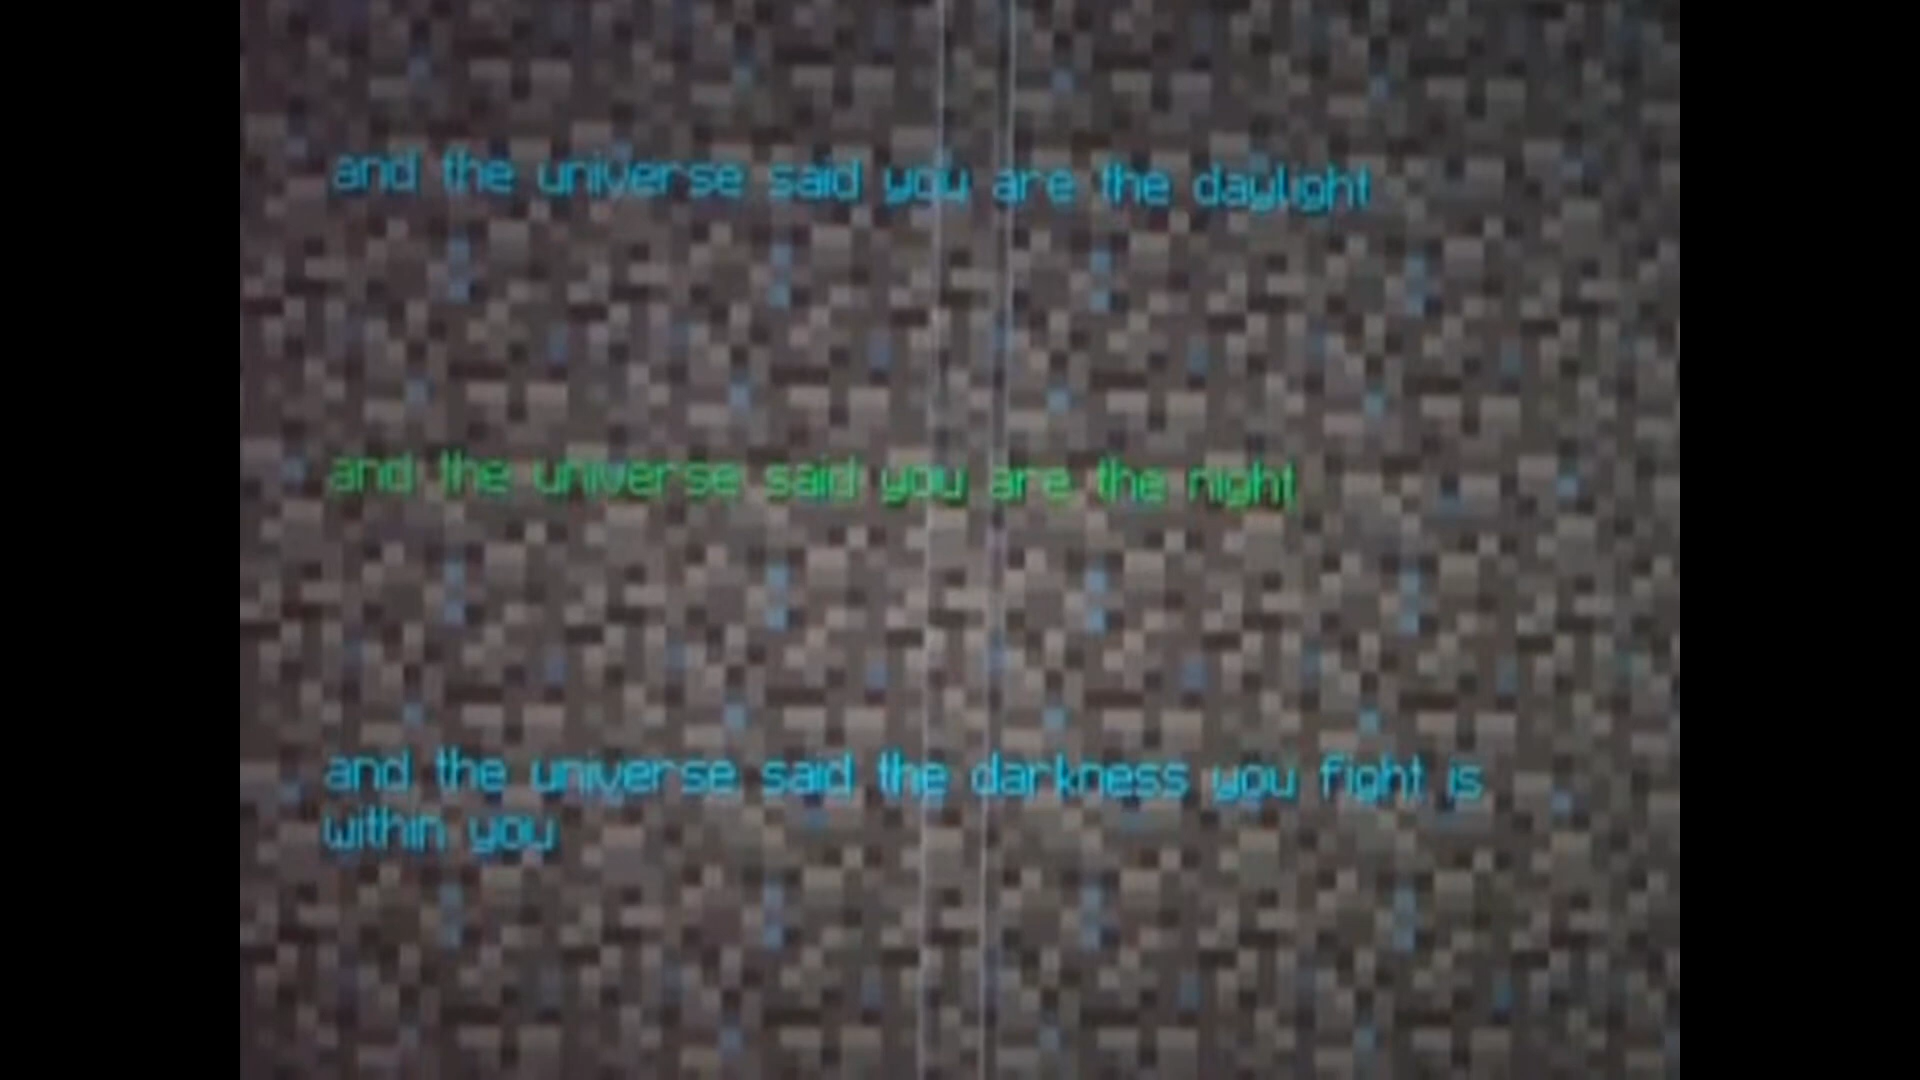 and the universe said you are the daylight
and the universe said you are the night
and the universe said the darkness you fight is
within you